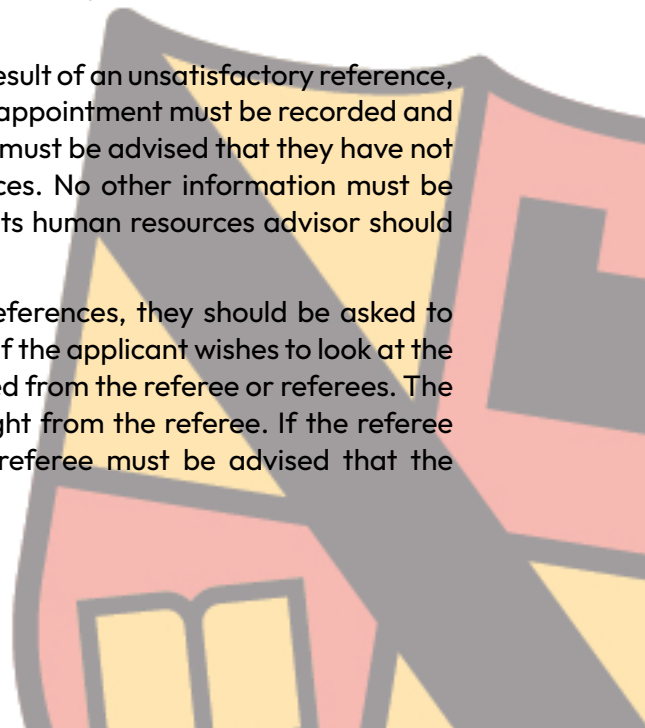 esult of an unsatisfactory reference,
appointment must be recorded and
must be advised that they have not
ces. No other information must be
ts human resources advisor should
eferences, they should be asked to
f the applicant wishes to look at the
ed from the referee or referees. The
ght from the referee. If the referee
referee must be advised that the